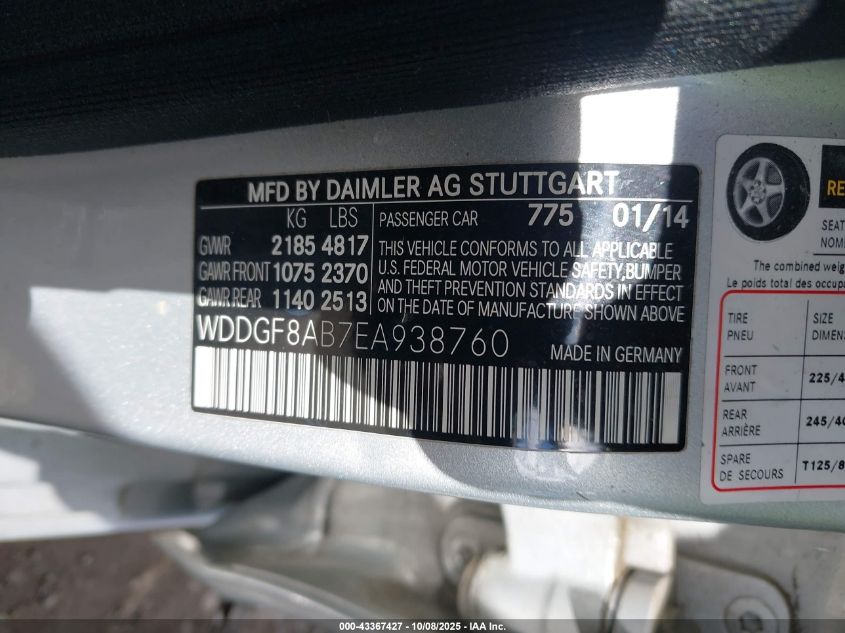 MFD BY DAIMLER AG STUTTGART
KG LBS
GVWR 2185 4817
GAWR FRONT 1075 2370
GAWR REAR 1140 2513
PASSENGER CAR 775 01/14
THIS VEHICLE CONFORMS TO ALL APPLICABLE
U.S. FEDERAL MOTOR VEHICLE SAFETY,BUMPER
AND THEFT PREVENTION STANDARDS IN EFFECT
ON THE DATE OF MANUFACTURE SHOWN ABOVE
WDDGF8AB7EA938760
MADE IN GERMANY
RE
SEAT
NOM
The combined weig
Le poids total des occup
TIRE SIZE
PNEU DIMEN
FRONT
AVANT 225/4
REAR
ARRIÈRE 245/40
SPARE
DE SECOURS T125/8
000-43367427 - 10/08/2025 - IAA Inc.